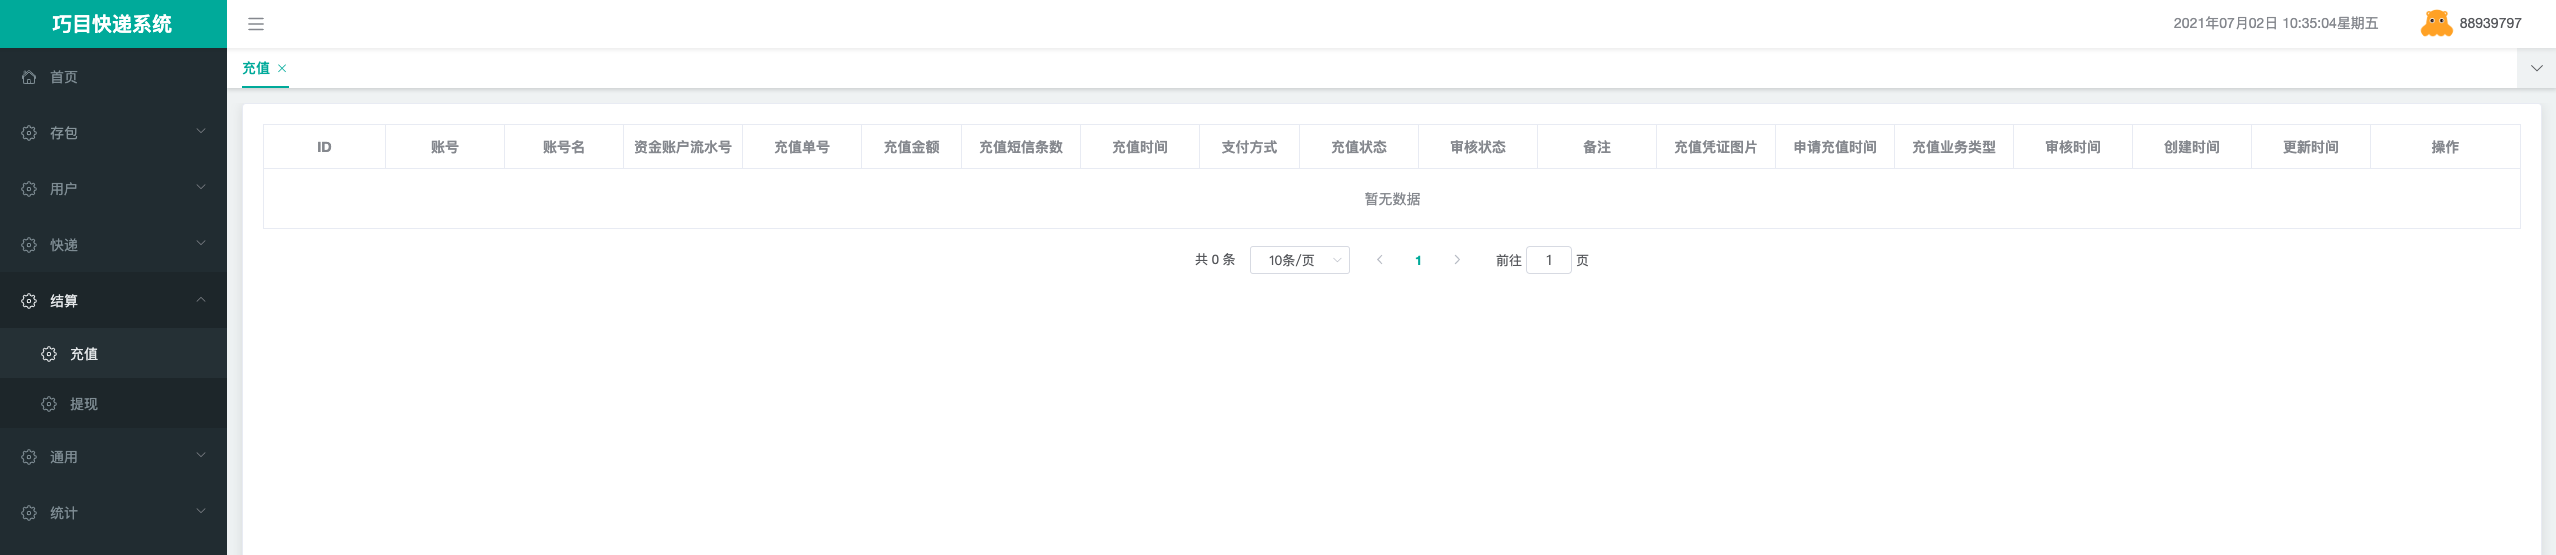 巧目快递系统
2021年07月02日 10:35:04星期五
88939797
首页
存包
用户
快递
结算
充值
提现
通用
统计
充值
ID 账号 账号名 资金账户流水号 充值单号 充值金额 充值短信条数 充值时间 支付方式 充值状态 审核状态 备注 充值凭证图片 申请充值时间 充值业务类型 审核时间 创建时间 更新时间 操作
暂无数据
共 0 条 10条/页 1 前往 1 页